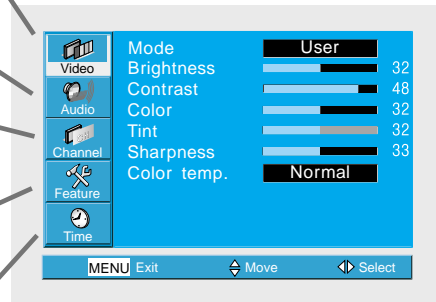 Video
Audio
Channel
Feature
Time
Mode User
Brightness 32
Contrast 48
Color 32
Tint 32
Sharpness 33
Color temp. Normal
MENU Exit Move Select